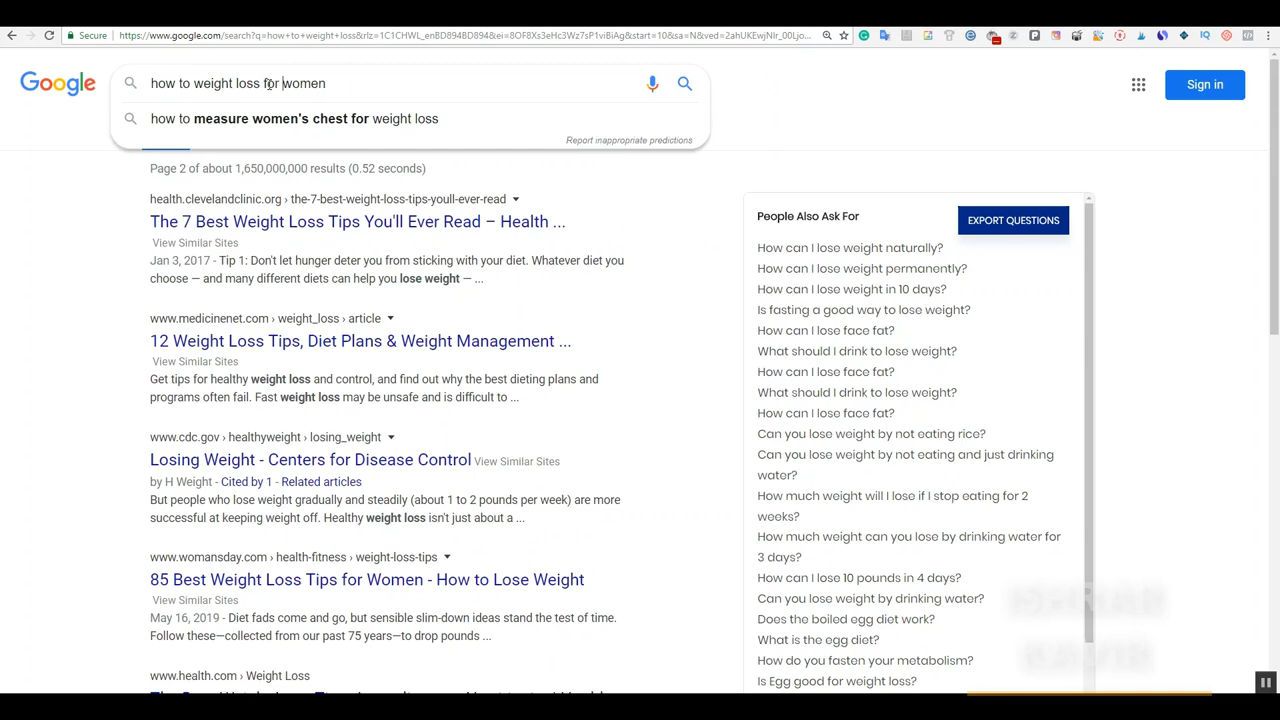 Secure
https://www.google.com/search?q=how+to+weight+loss&rlz=1C1CHWL_enBD894BD894&ei=8OF8Xs3eHc3Wz7sP1viBiAg&start=10&sa=N&ved=2ahUKEwjNlr_00Ljo...
Google
how to weight loss for women
Sign in
how to measure women's chest for weight loss
Report inappropriate predictions
Page 2 of about 1,650,000,000 results (0.52 seconds)
health.clevelandclinic.org › the-7-best-weight-loss-tips-youll-ever-read
The 7 Best Weight Loss Tips You'll Ever Read – Health ...
View Similar Sites
Jan 3, 2017 - Tip 1: Don't let hunger deter you from sticking with your diet. Whatever diet you
choose — and many different diets can help you lose weight — ...
www.medicinenet.com › weight_loss › article
12 Weight Loss Tips, Diet Plans & Weight Management ...
View Similar Sites
Get tips for healthy weight loss and control, and find out why the best dieting plans and
programs often fail. Fast weight loss may be unsafe and is difficult to ...
www.cdc.gov › healthyweight › losing_weight
Losing Weight - Centers for Disease Control View Similar Sites
by H Weight - Cited by 1 - Related articles
But people who lose weight gradually and steadily (about 1 to 2 pounds per week) are more
successful at keeping weight off. Healthy weight loss isn't just about a ...
www.womansday.com › health-fitness › weight-loss-tips
85 Best Weight Loss Tips for Women - How to Lose Weight
View Similar Sites
May 16, 2019 - Diet fads come and go, but sensible slim-down ideas stand the test of time.
Follow these—collected from our past 75 years—to drop pounds ...
www.health.com › Weight Loss
People Also Ask For
EXPORT QUESTIONS
How can I lose weight naturally?
How can I lose weight permanently?
How can I lose weight in 10 days?
Is fasting a good way to lose weight?
How can I lose face fat?
What should I drink to lose weight?
How can I lose face fat?
What should I drink to lose weight?
How can I lose face fat?
Can you lose weight by not eating rice?
Can you lose weight by not eating and just drinking
water?
How much weight will I lose if I stop eating for 2
weeks?
How much weight can you lose by drinking water for
3 days?
How can I lose 10 pounds in 4 days?
Can you lose weight by drinking water?
Does the boiled egg diet work?
What is the egg diet?
How do you fasten your metabolism?
Is Egg good for weight loss?